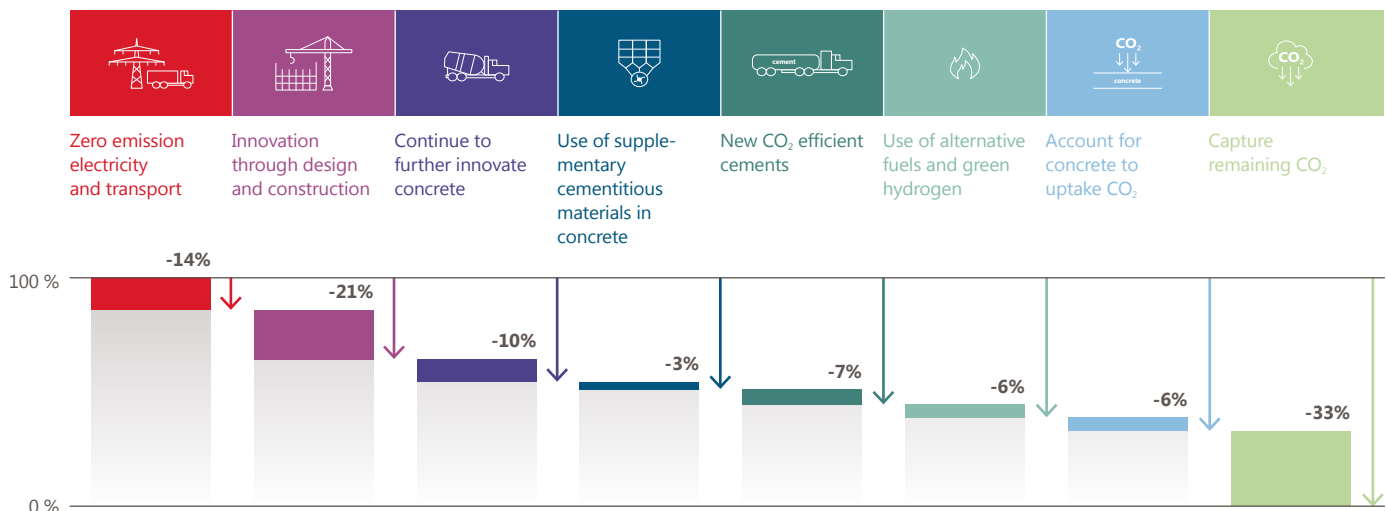 cement
CO₂
concrete
CO₂
Zero emission
electricity
and transport
Innovation
through design
and construction
Continue to
further innovate
concrete
Use of supple-
mentary
cementitious
materials in
concrete
New CO₂ efficient
cements
Use of alternative
fuels and green
hydrogen
Account for
concrete to
uptake CO₂
Capture
remaining CO₂
100 %
-14%
-21%
-10%
-3%
-7%
-6%
-6%
-33%
0 %